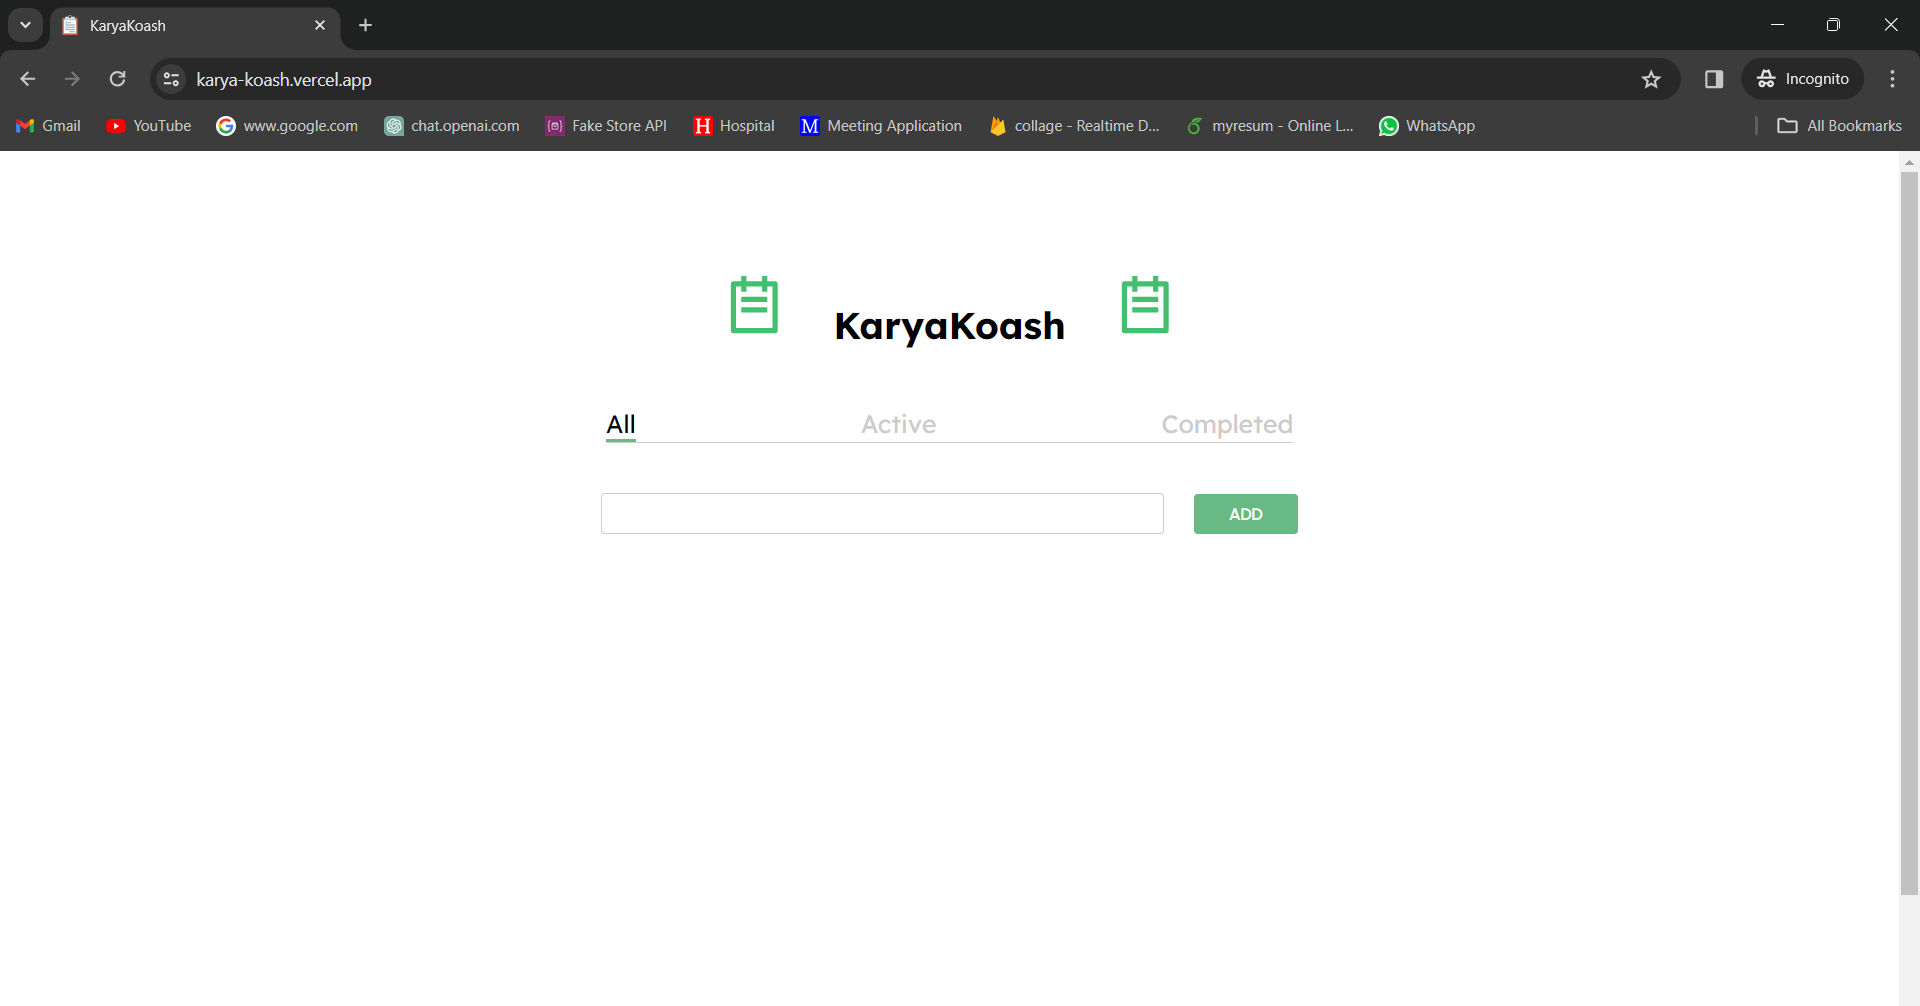 KaryaKoash
karya-koash.vercel.app
Incognito
Gmail
YouTube
www.google.com
chat.openai.com
Fake Store API
H Hospital
M Meeting Application
collage - Realtime D...
myresum - Online L...
WhatsApp
All Bookmarks
KaryaKoash
All
Active
Completed
ADD